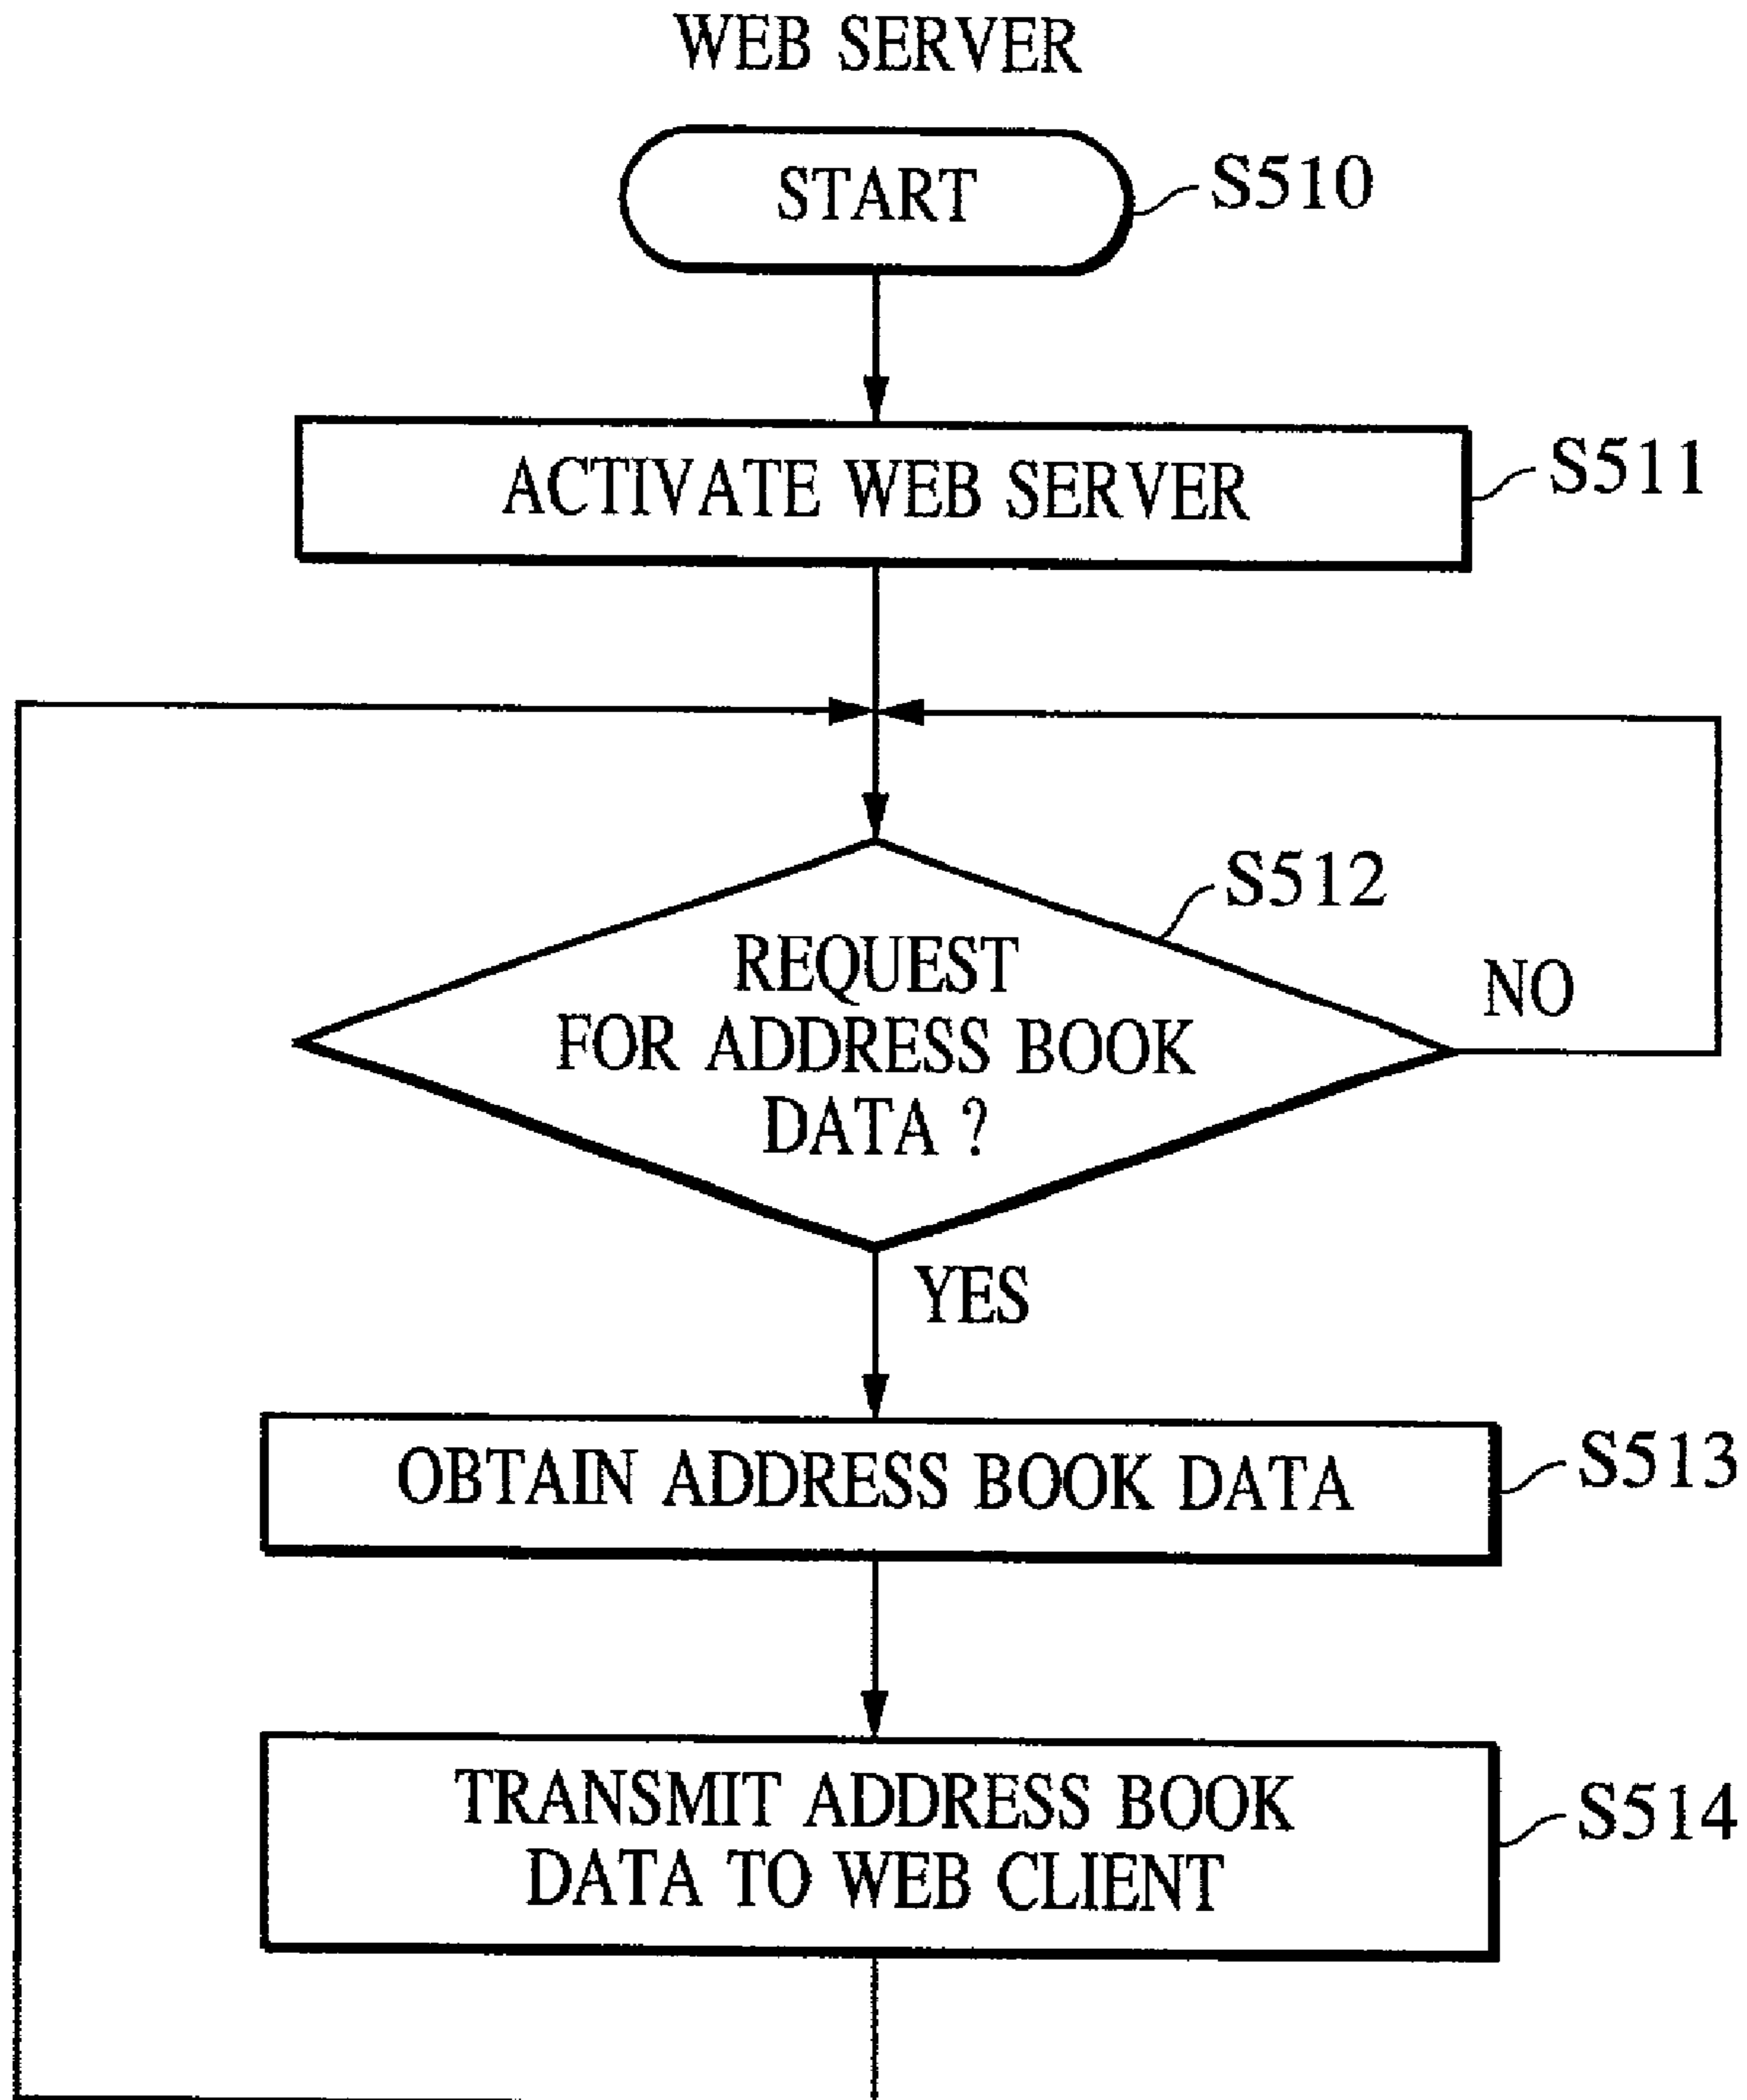 WEB SERVER
START
S510
ACTIVATE WEB SERVER
S511
S512
REQUEST
FOR ADDRESS BOOK
DATA ?
NO
YES
OBTAIN ADDRESS BOOK DATA
S513
TRANSMIT ADDRESS BOOK
DATA TO WEB CLIENT
S514